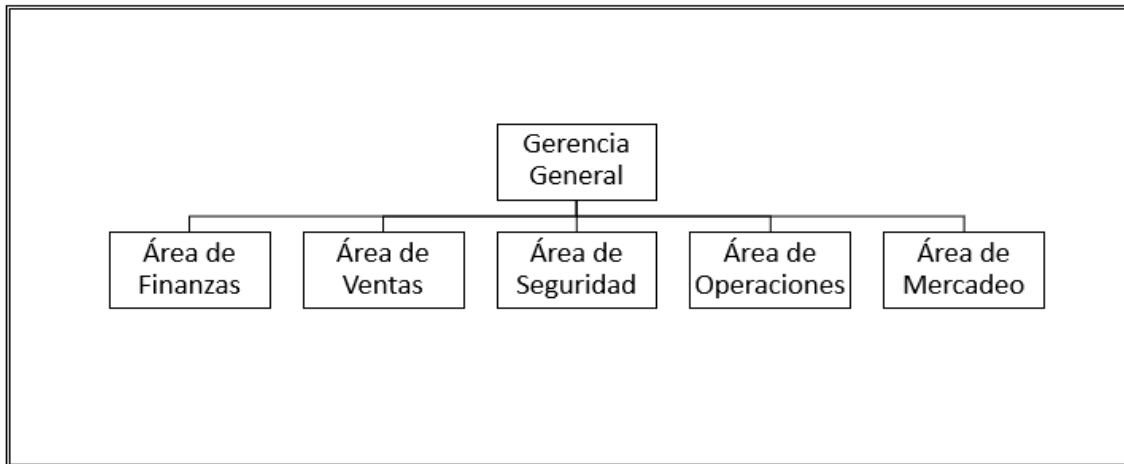 Gerencia
General
Área de
Finanzas
Área de
Ventas
Área de
Seguridad
Área de
Operaciones
Área de
Mercadeo